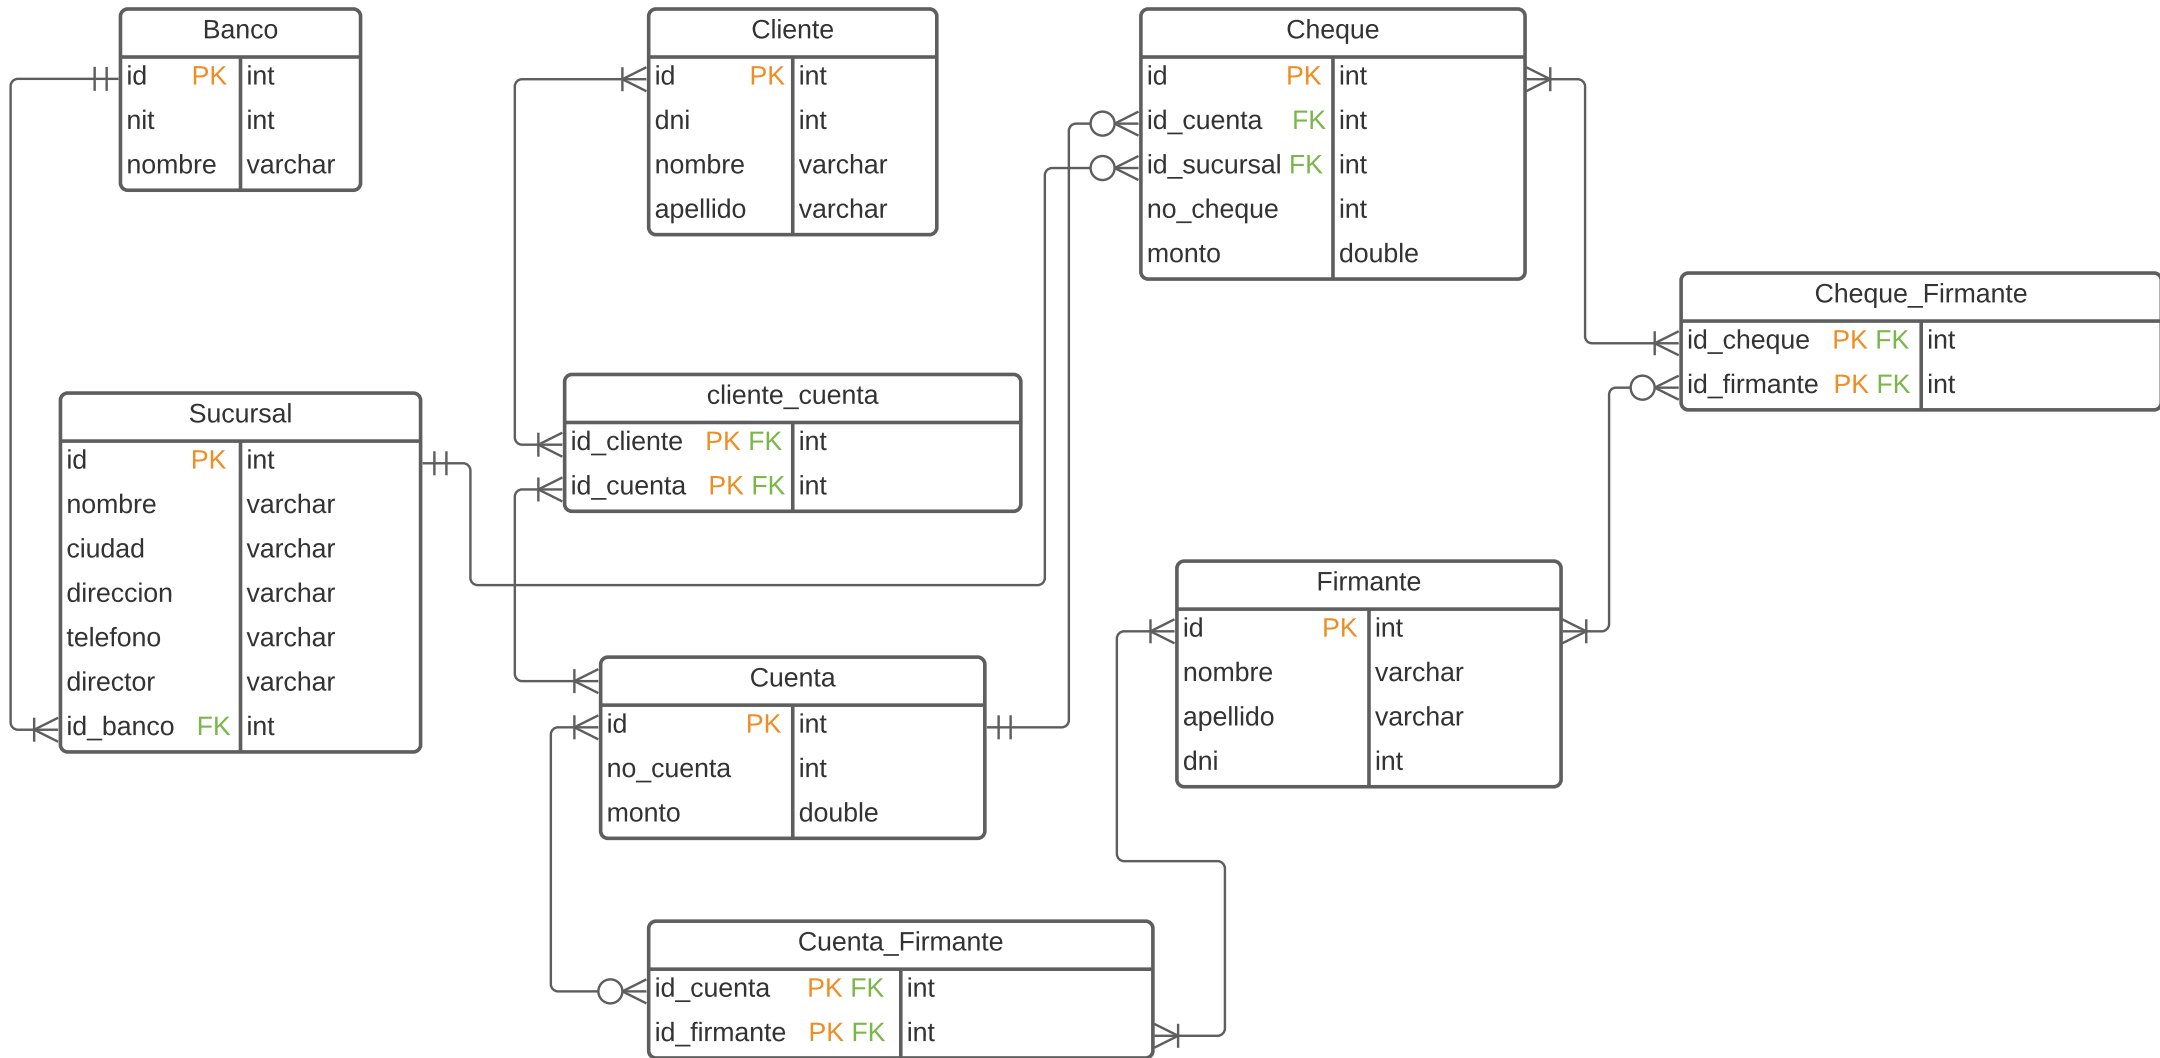 Banco
id PK int
nit int
nombre varchar
Cliente
id PK int
dni int
nombre varchar
apellido varchar
Cheque
id PK int
id_cuenta FK int
id_sucursal FK int
no_cheque int
monto double
Cheque_Firmante
id_cheque PK FK int
id_firmante PK FK int
cliente_cuenta
id_cliente PK FK int
id_cuenta PK FK int
Sucursal
id PK int
nombre varchar
ciudad varchar
direccion varchar
telefono varchar
director varchar
id_banco FK int
Firmante
id PK int
nombre varchar
apellido varchar
dni int
Cuenta
id PK int
no_cuenta int
monto double
Cuenta_Firmante
id_cuenta PK FK int
id_firmante PK FK int